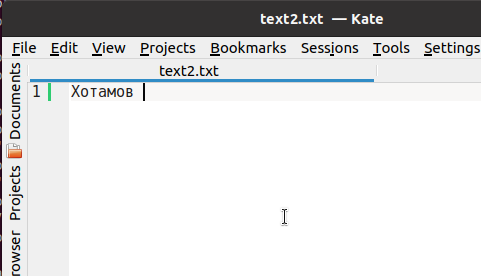 text2.txt — Kate
File Edit View Projects Bookmarks Sessions Tools Settings
text2.txt
1 Хотамов
Documents
Projects
rowser